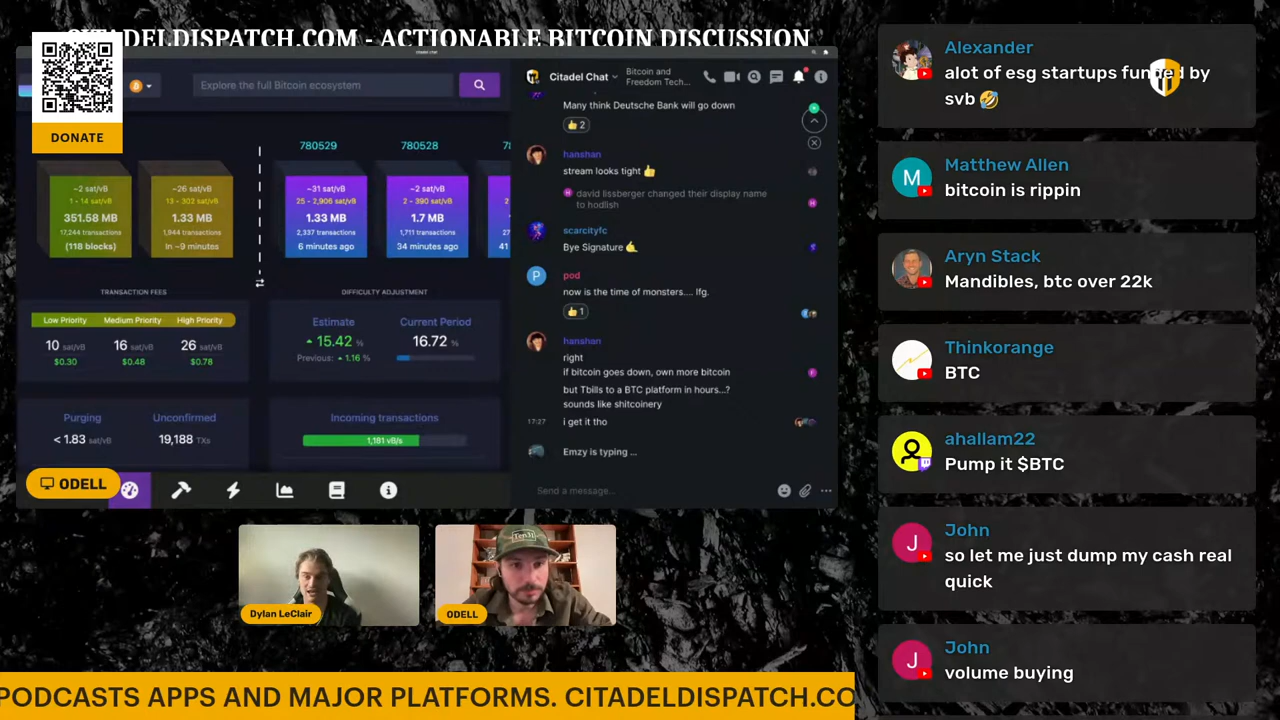 CITADELDISPATCH.COM - ACTIONABLE BITCOIN DISCUSSION
DONATE
Explore the full Bitcoin ecosystem
780529
780528
~2 sat/vB
1 - 14 sat/vB
351.58 MB
17,244 transactions
(118 blocks)
~26 sat/vB
13 - 302 sat/vB
1.33 MB
1,944 transactions
In ~9 minutes
~31 sat/vB
25 - 2,906 sat/vB
1.33 MB
2,337 transactions
6 minutes ago
~2 sat/vB
2 - 390 sat/vB
1.7 MB
1,711 transactions
34 minutes ago
41
TRANSACTION FEES
Low Priority Medium Priority High Priority
10 sat/vB 16 sat/vB 26 sat/vB
$0.30 $0.48 $0.78
DIFFICULTY ADJUSTMENT
Estimate Current Period
15.42 % 16.72 %
Previous: 1.16 %
Purging Unconfirmed
< 1.83 sat/vB 19,188 TXs
Incoming transactions
1,181 vB/s
ODELL
Citadel Chat
Bitcoin and
Freedom Tech...
Many think Deutsche Bank will go down
2
hanshan
stream looks tight
david lissberger changed their display name
to hodlish
scarcityfc
Bye Signature
P
pod
now is the time of monsters.... lfg.
1
hanshan
right
if bitcoin goes down, own more bitcoin
but Tbills to a BTC platform in hours...?
sounds like shitcoinery
17:27 i get it tho
Emzy is typing ...
Send a message...
Dylan LeClair
ODELL
PODCASTS APPS AND MAJOR PLATFORMS. CITADELDISPATCH.CO
Alexander
alot of esg startups funded by
svb 🤣
M
Matthew Allen
bitcoin is rippin
Aryn Stack
Mandibles, btc over 22k
Thinkorange
BTC
ahallam22
Pump it $BTC
J
John
so let me just dump my cash real
quick
J
John
volume buying